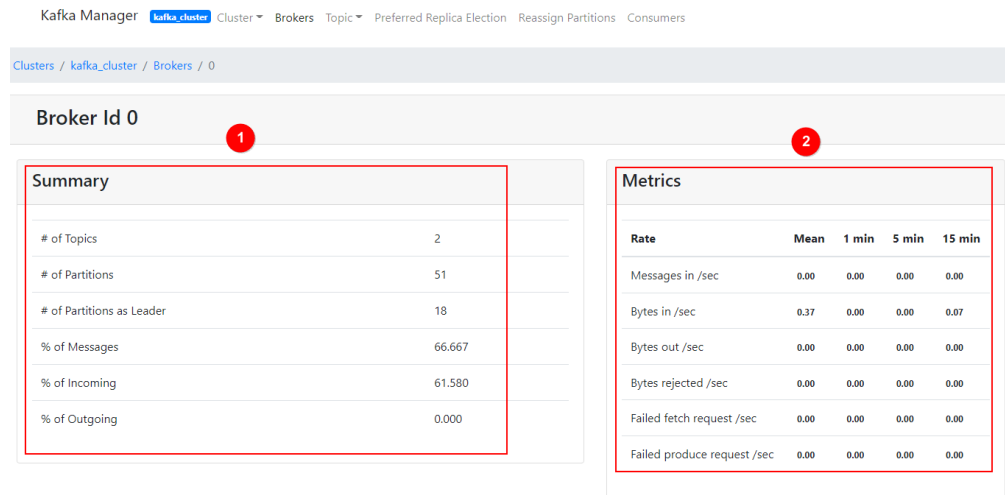 Kafka Manager kafka_cluster Cluster Brokers Topic Preferred Replica Election Reassign Partitions Consumers
Clusters / kafka_cluster / Brokers / 0
Broker Id 0
1
2
Summary
# of Topics 2
# of Partitions 51
# of Partitions as Leader 18
% of Messages 66.667
% of Incoming 61.580
% of Outgoing 0.000
Metrics
Rate Mean 1 min 5 min 15 min
Messages in /sec 0.00 0.00 0.00 0.00
Bytes in /sec 0.37 0.00 0.00 0.07
Bytes out /sec 0.00 0.00 0.00 0.00
Bytes rejected /sec 0.00 0.00 0.00 0.00
Failed fetch request /sec 0.00 0.00 0.00 0.00
Failed produce request /sec 0.00 0.00 0.00 0.00